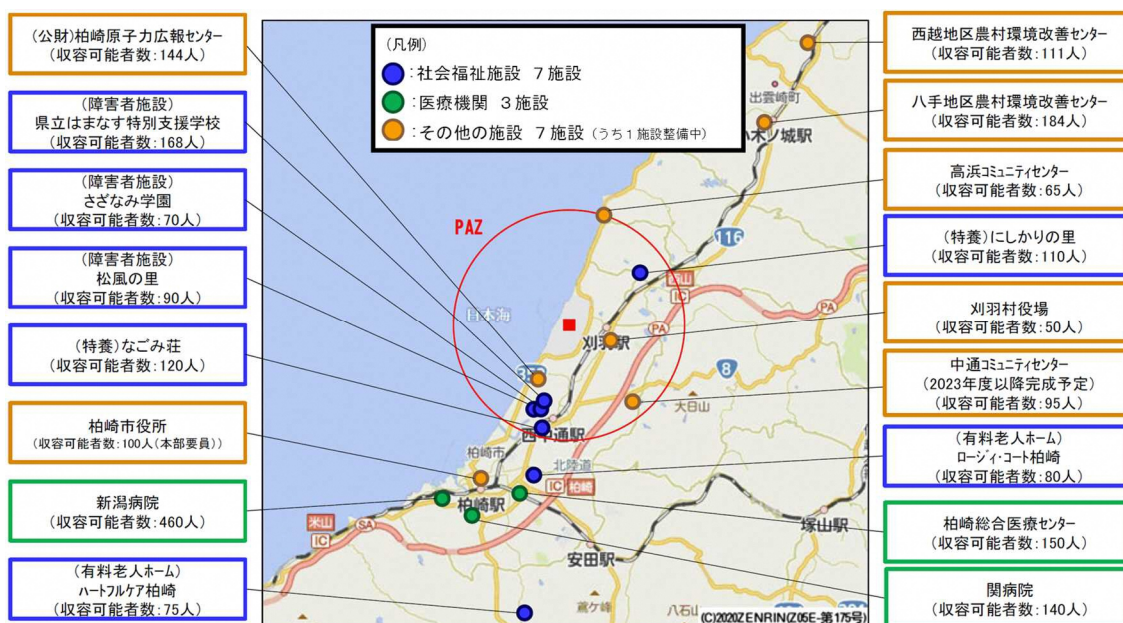 (公財)柏崎原子力広報センター
(収容可能者数:144人)
(障害者施設)
県立はまなす特別支援学校
(収容可能者数:168人)
(障害者施設)
さざなみ学園
(収容可能者数:70人)
(障害者施設)
松風の里
(収容可能者数:90人)
(特養)なごみ荘
(収容可能者数:120人)
柏崎市役所
(収容可能者数:100人(本部要員))
新潟病院
(収容可能者数:460人)
(有料老人ホーム)
ハートフルケア柏崎
(収容可能者数:75人)
(凡例)
:社会福祉施設 7施設
:医療機関 3施設
:その他の施設 7施設 (うち1施設整備中)
出雲崎町
小木ノ城駅
PAZ
116
米山
IC
PA
日本海
刈羽駅
PA
352
8
大日山
西中通駅
柏崎市
北陸道
IC 柏崎
柏崎駅
米山
IC
SA
塚山駅
安田駅
鳶ケ峰
八石山
(C)2020ZENRIN(Z05E-第175号)
西越地区農村環境改善センター
(収容可能者数:111人)
八手地区農村環境改善センター
(収容可能者数:184人)
高浜コミュニティセンター
(収容可能者数:65人)
(特養)にしかりの里
(収容可能者数:110人)
刈羽村役場
(収容可能者数:50人)
中通コミュニティセンター
(2023年度以降完成予定)
(収容可能者数:95人)
(有料老人ホーム)
ロージィ・コート柏崎
(収容可能者数:80人)
柏崎総合医療センター
(収容可能者数:150人)
関病院
(収容可能者数:140人)